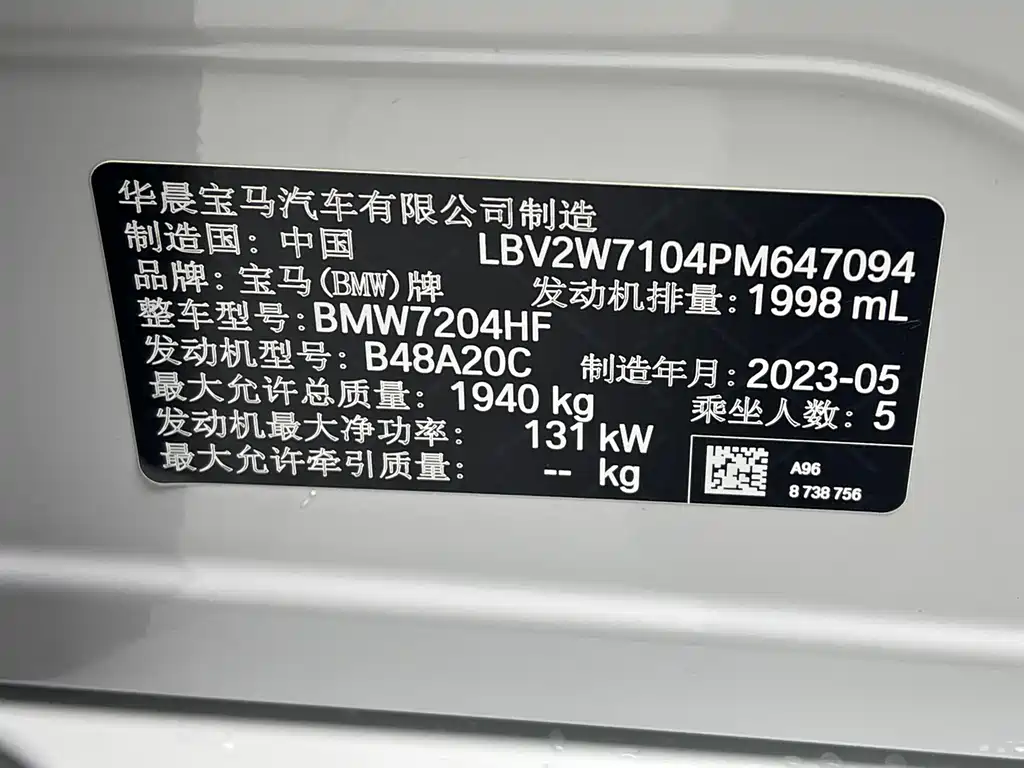 华晨宝马汽车有限公司制造
制造国: 中国 LBV2W7104PM647094
品牌: 宝马(BMW)牌 发动机排量: 1998 mL
整车型号: BMW7204HF
发动机型号: B48A20C 制造年月: 2023-05
最大允许总质量: 1940 kg 乘坐人数: 5
发动机最大净功率: 131 kW
最大允许牵引质量: -- kg
A96
8 738 756